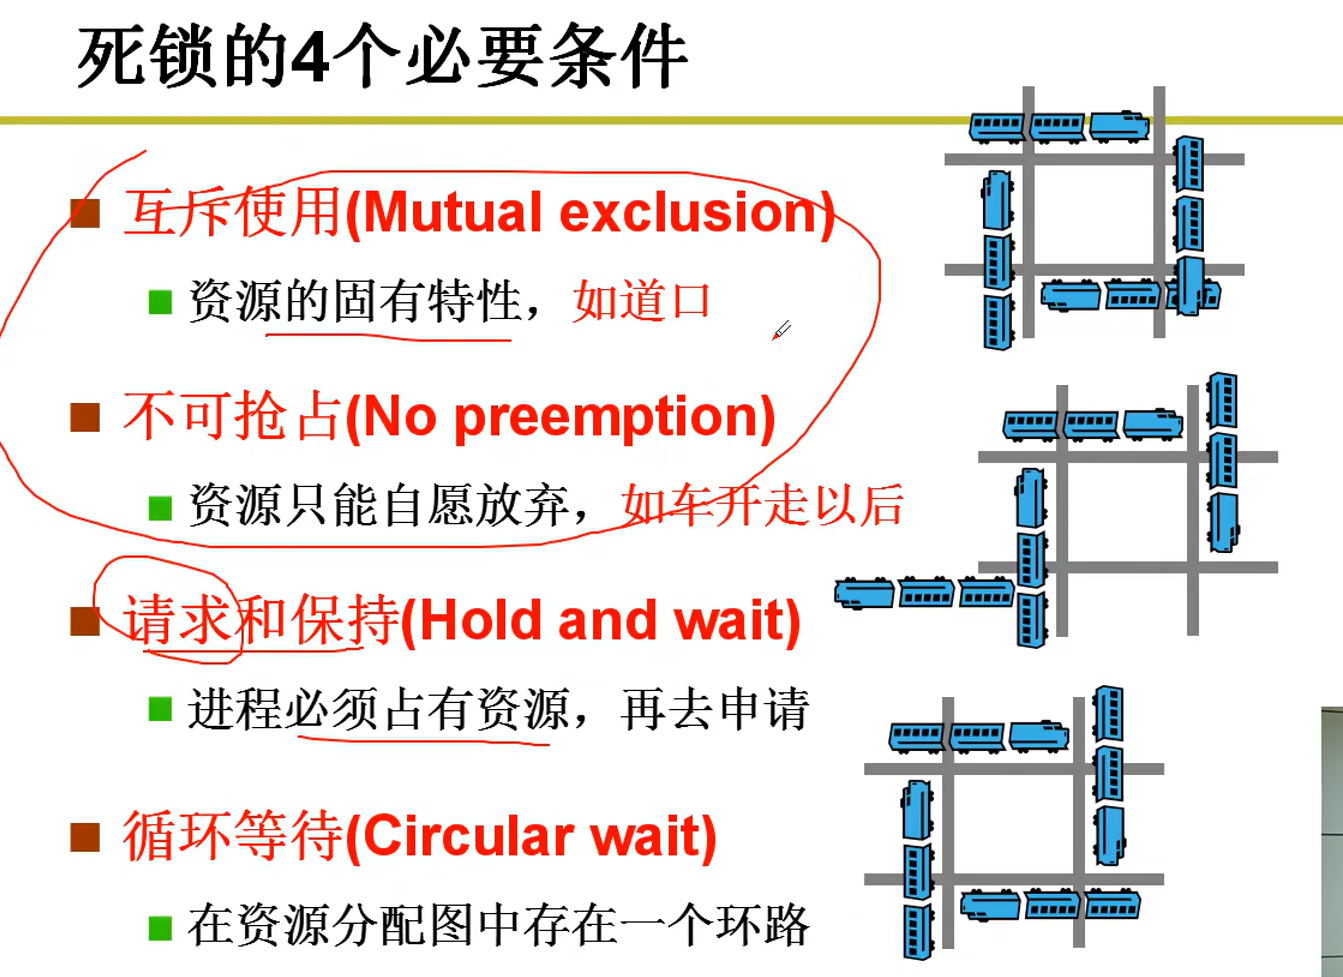 死锁的4个必要条件
互斥使用(Mutual exclusion)
资源的固有特性，如道口
不可抢占(No preemption)
资源只能自愿放弃，如车开走以后
请求和保持(Hold and wait)
进程必须占有资源，再去申请
循环等待(Circular wait)
在资源分配图中存在一个环路